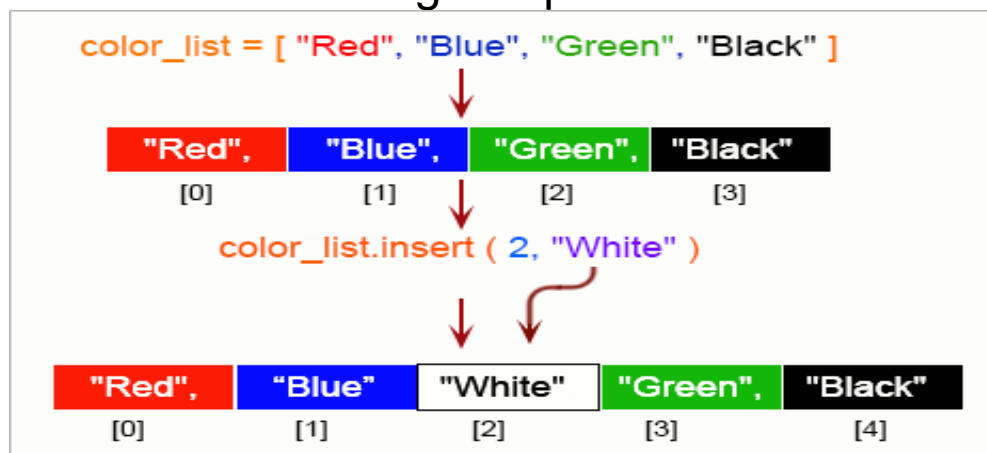 color_list = [ "Red", "Blue", "Green", "Black" ]
"Red", "Blue", "Green", "Black"
[0] [1] [2] [3]
color_list.insert ( 2, "White" )
"Red", “Blue” "White" "Green", "Black"
[0] [1] [2] [3] [4]